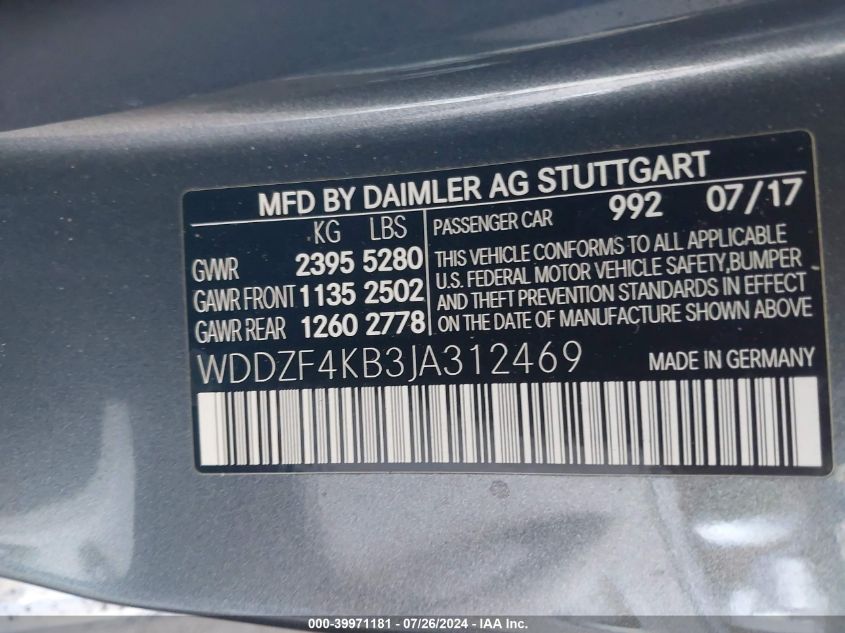 MFD BY DAIMLER AG STUTTGART
KG LBS
GVWR 2395 5280
GAWR FRONT 1135 2502
GAWR REAR 1260 2778
PASSENGER CAR 992 07/17
THIS VEHICLE CONFORMS TO ALL APPLICABLE
U.S. FEDERAL MOTOR VEHICLE SAFETY,BUMPER
AND THEFT PREVENTION STANDARDS IN EFFECT
ON THE DATE OF MANUFACTURE SHOWN ABOVE
WDDZF4KB3JA312469 MADE IN GERMANY
000-39971181 - 07/26/2024 - IAA Inc.